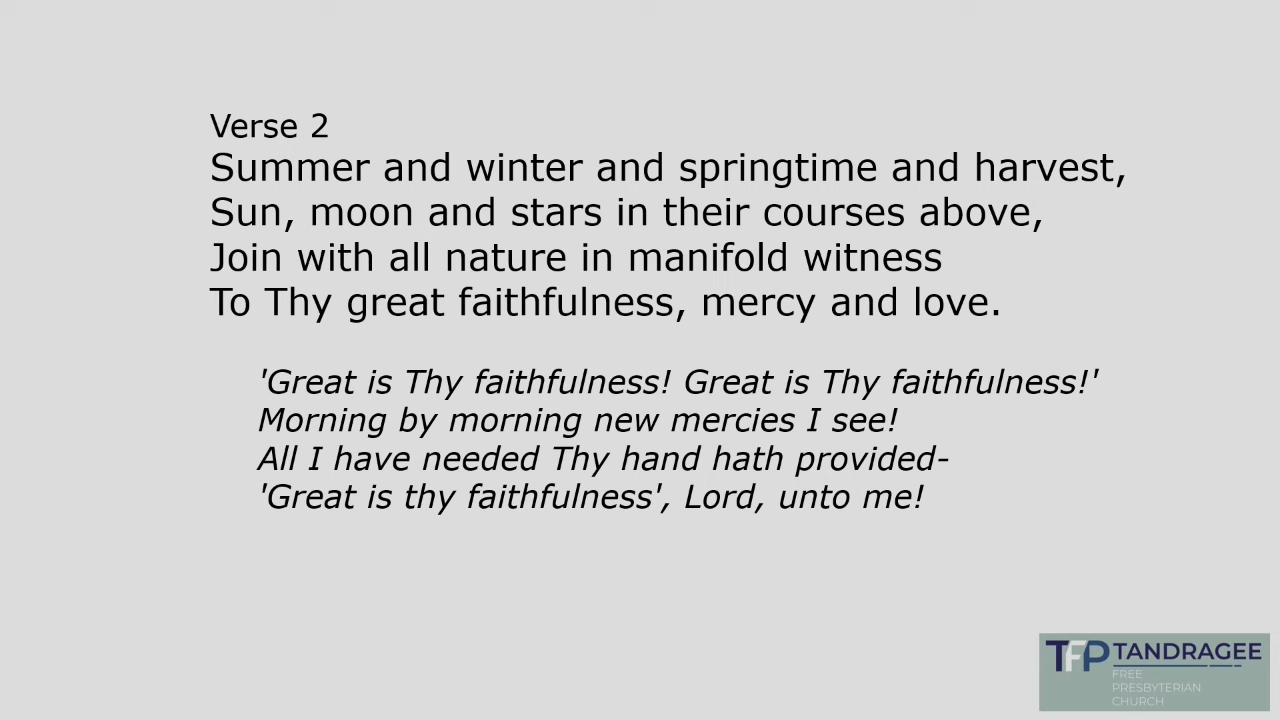 Verse 2
Summer and winter and springtime and harvest,
Sun, moon and stars in their courses above,
Join with all nature in manifold witness
To Thy great faithfulness, mercy and love.
'Great is Thy faithfulness! Great is Thy faithfulness!'
Morning by morning new mercies I see!
All I have needed Thy hand hath provided-
'Great is thy faithfulness', Lord, unto me!
TFP TANDRAGEE
FREE
PRESBYTERIAN
CHURCH